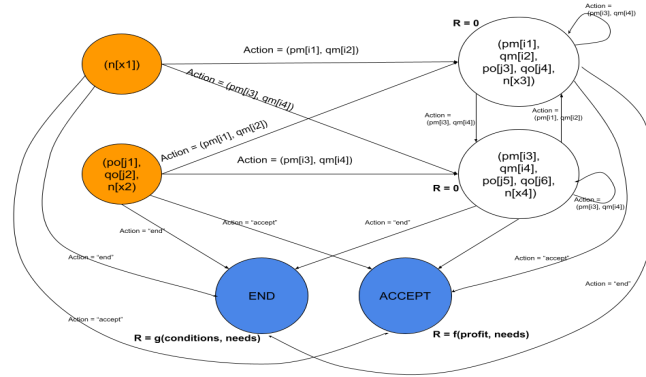 Action =
(pm[i3], qm[i4])
R = 0
(n[x1])
Action = (pm[i1], qm[i2])
(pm[i1],
qm[i2],
po[j3], qo[j4],
n[x3])
Action = (pm[i3], qm[i4])
Action =
(pm[i3], qm[i4])
Action =
(pm[i1], qm[i2])
Action = (pm[i1], qm[i2])
(po[j1],
qo[j2],
n[x2)
Action = (pm[i3], qm[i4])
R = 0
(pm[i3],
qm[i4],
po[j5], qo[j6],
n[x4])
Action =
(pm[i3], qm[i4])
Action = "end"
Action = "accept"
Action = "end"
Action = "end"
Action = "accept"
Action = "end"
END
ACCEPT
Action = "accept"
R = g(conditions, needs)
R = f(profit, needs)